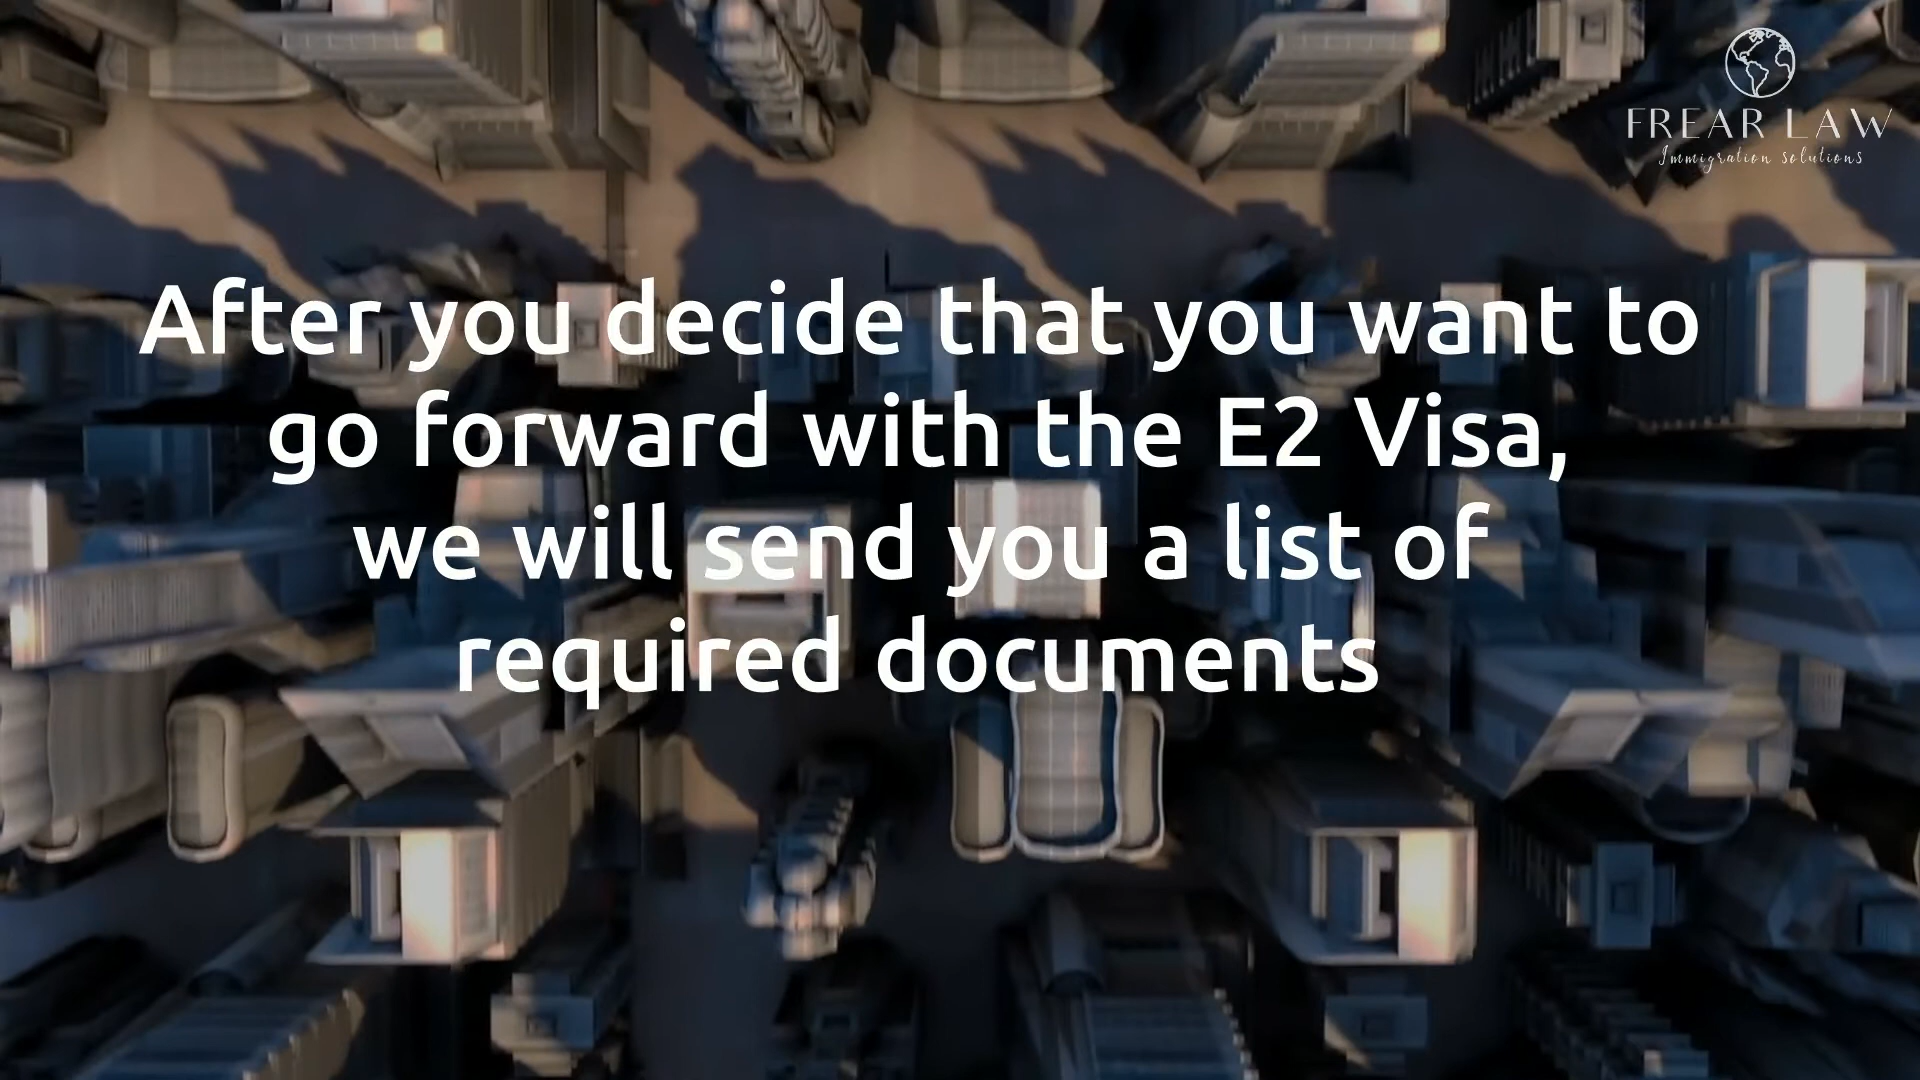 FREAR LAW
Immigration solutions
After you decide that you want to
go forward with the E2 Visa,
we will send you a list of
required documents